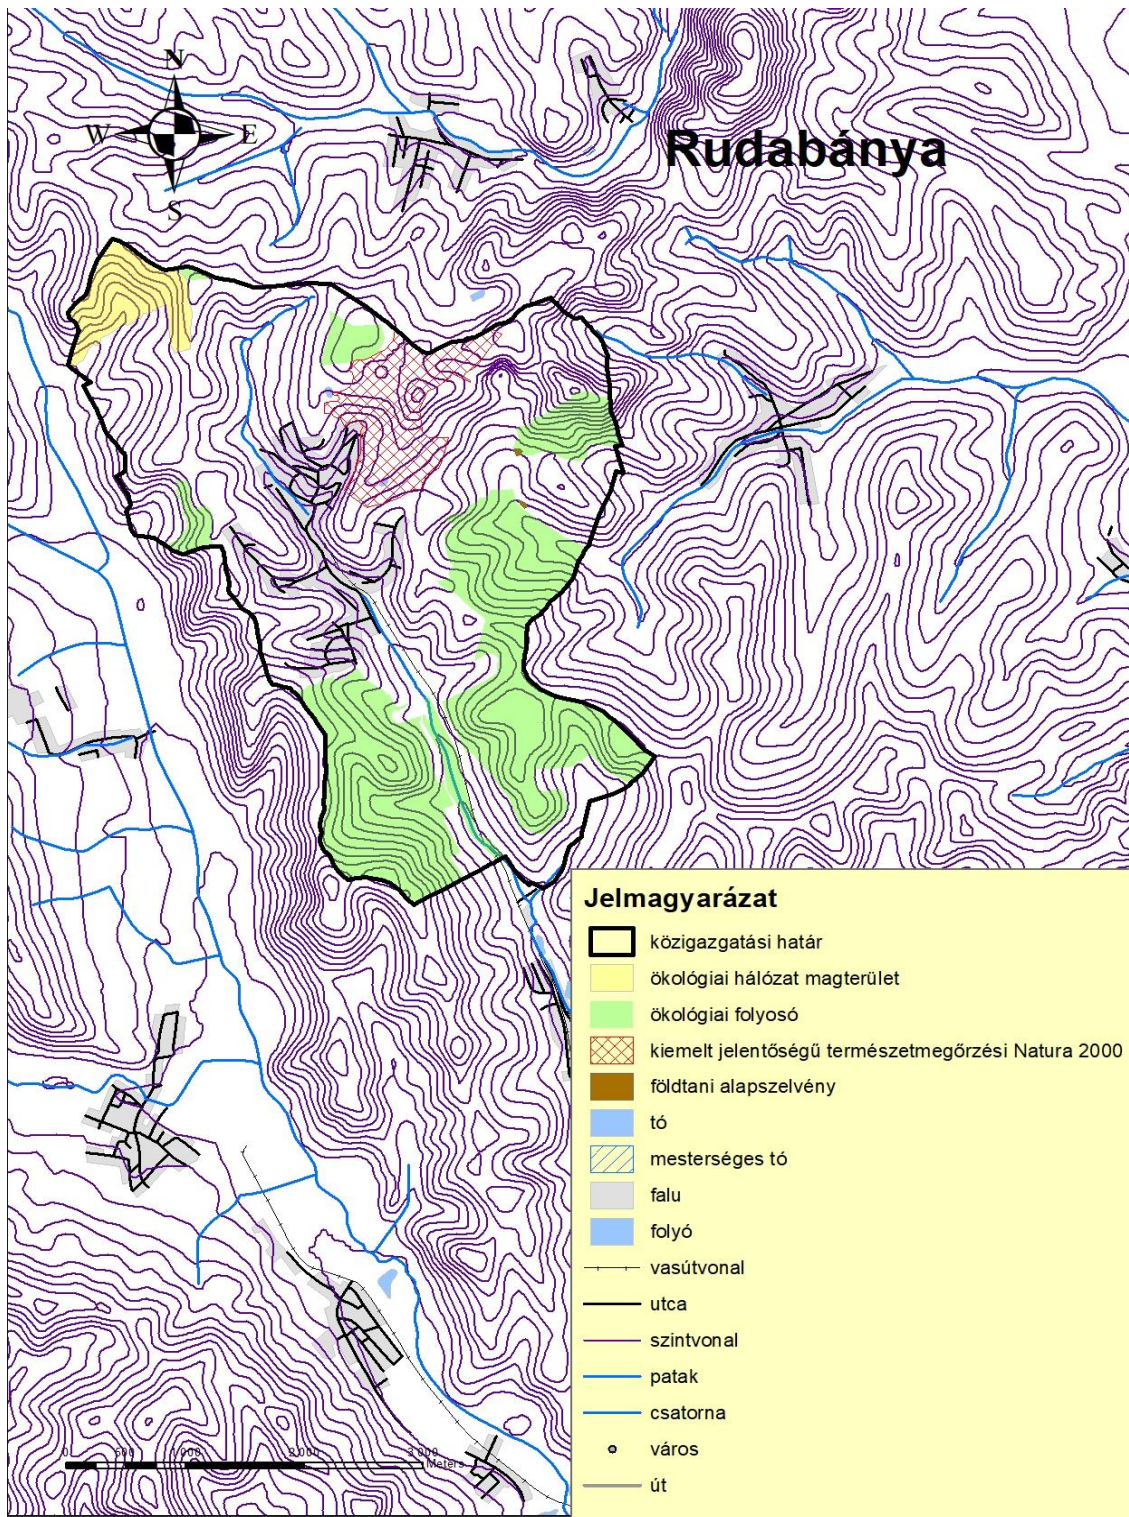 N
W E
S
Rudabánya
Jelmagyarázat
közigazgatási határ
ökológiai hálózat magterület
ökológiai folyosó
kiemelt jelentőségű természetmegőrzési Natura 2000
földtani alapszelvény
tó
mesterséges tó
falu
folyó
vasútvonal
utca
szintvonal
patak
csatorna
város
út
0 500 1 000 2 000 3 000
Meters